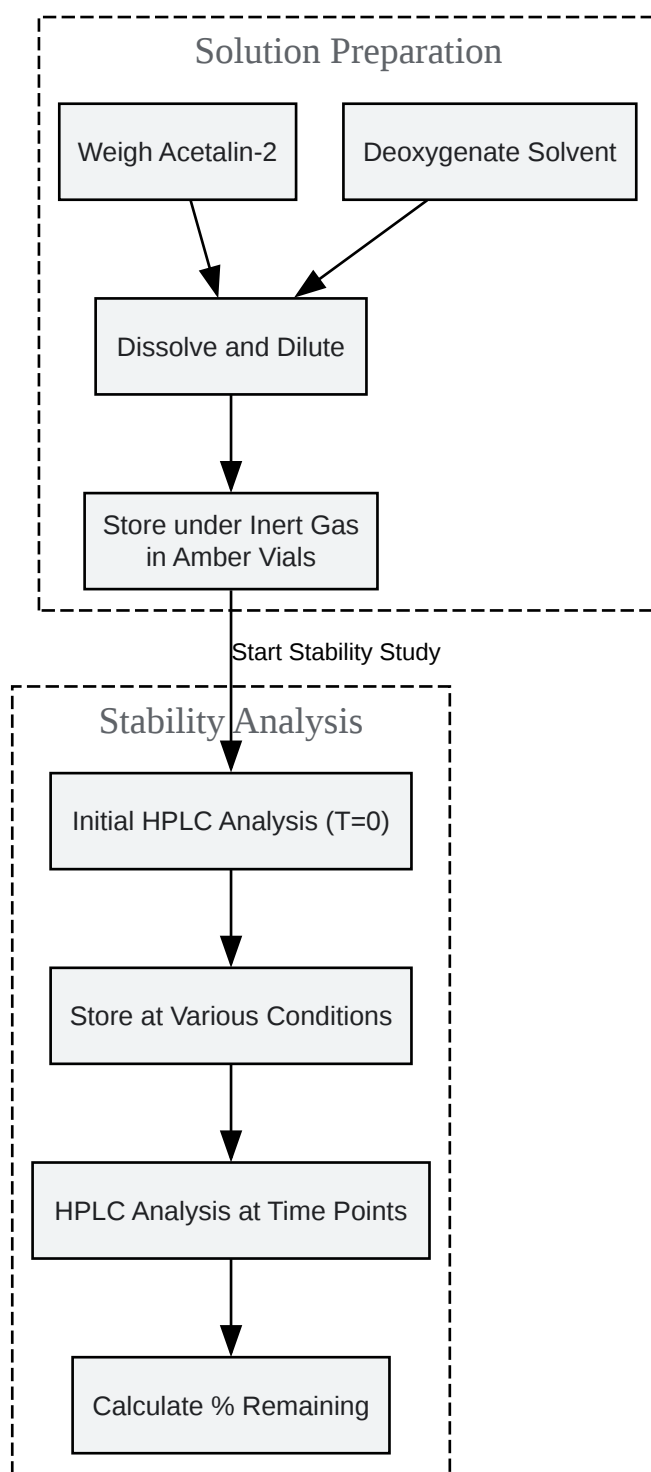 Solution Preparation
Weigh Acetalin-2
Deoxygenate Solvent
Dissolve and Dilute
Store under Inert Gas
in Amber Vials
Start Stability Study
Stability Analysis
Initial HPLC Analysis (T=0)
Store at Various Conditions
HPLC Analysis at Time Points
Calculate % Remaining